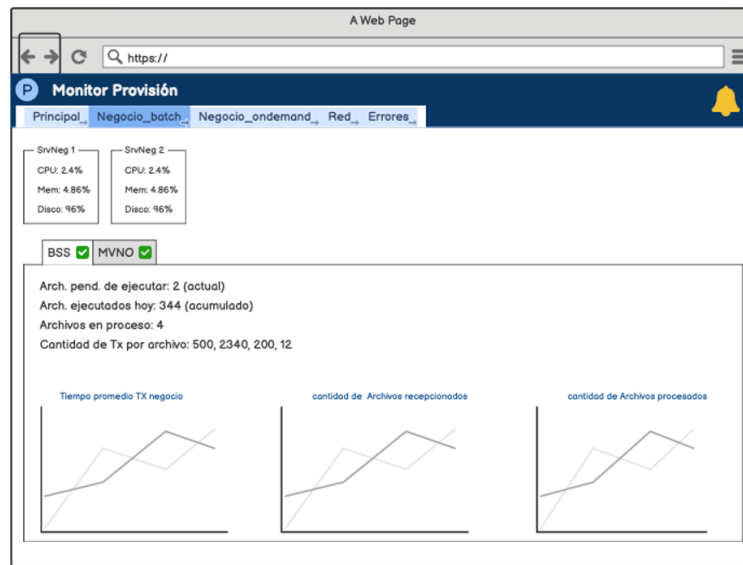 A Web Page
https://
P Monitor Provisión
Principal Negocio_batch Negocio_ondemand Red Errores
SrvNeg 1 SrvNeg 2
CPU: 2.4% CPU: 2.4%
Mem: 4.86% Mem: 4.86%
Disco: 96% Disco: 96%
BSS MVNO
Arch. pend. de ejecutar: 2 (actual)
Arch. ejecutados hoy: 344 (acumulado)
Archivos en proceso: 4
Cantidad de Tx por archivo: 500, 2340, 200, 12
Tiempo promedio TX negocio cantidad de Archivos recepcionados cantidad de Archivos procesados